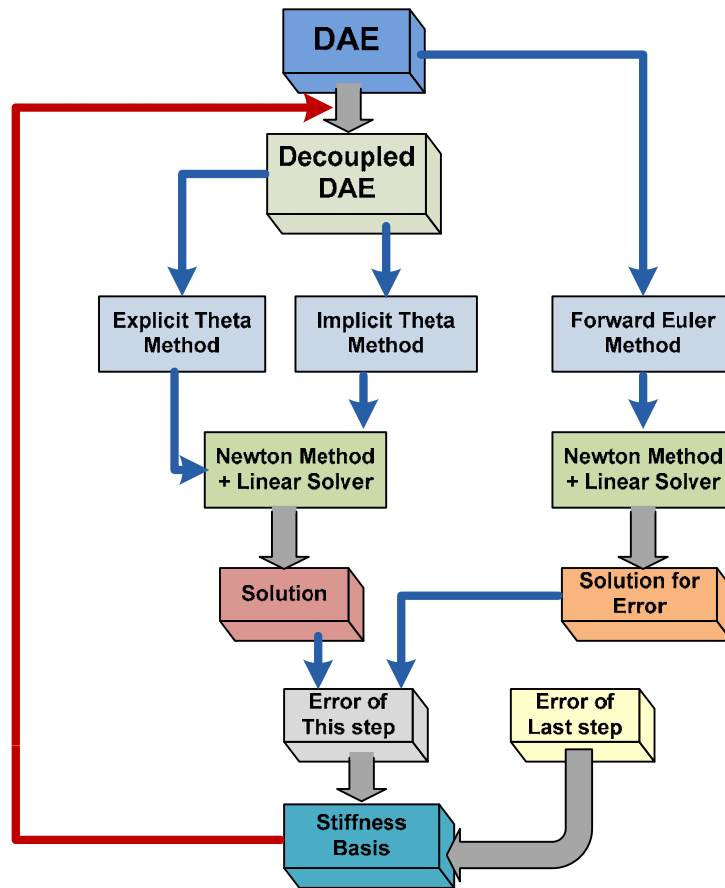 DAE
Decoupled
DAE
Explicit Theta
Method
Implicit Theta
Method
Forward Euler
Method
Newton Method
+ Linear Solver
Newton Method
+ Linear Solver
Solution
Solution for
Error
Error of
This step
Error of
Last step
Stiffness
Basis